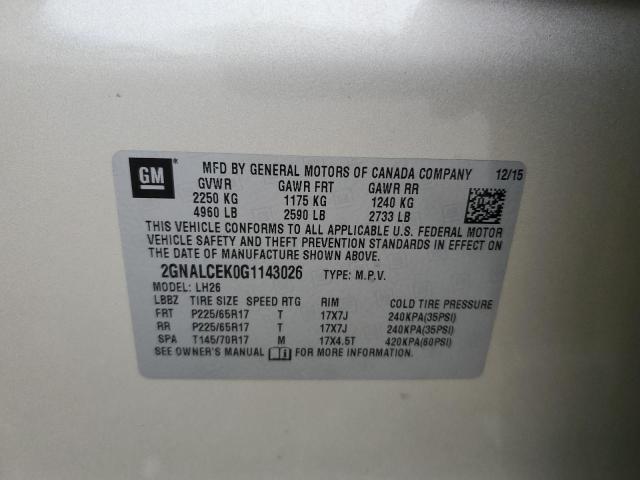 GM* MFD BY GENERAL MOTORS OF CANADA COMPANY 12/15
GVWR GAWR FRT GAWR RR
2250 KG 1175 KG 1240 KG
4960 LB 2590 LB 2733 LB
THIS VEHICLE CONFORMS TO ALL APPLICABLE U.S. FEDERAL MOTOR
VEHICLE SAFETY AND THEFT PREVENTION STANDARDS IN EFFECT ON
THE DATE OF MANUFACTURE SHOWN ABOVE.
2GNALCEK0G1143026 TYPE: M.P.V.
MODEL: LH26
LBBZ TIRE SIZE SPEED RTG RIM COLD TIRE PRESSURE
FRT P225/65R17 T 17X7J 240KPA(35PSI)
RR P225/65R17 T 17X7J 240KPA(35PSI)
SPA T145/70R17 M 17X4.5T 420KPA(60PSI)
SEE OWNER'S MANUAL FOR MORE INFORMATION.